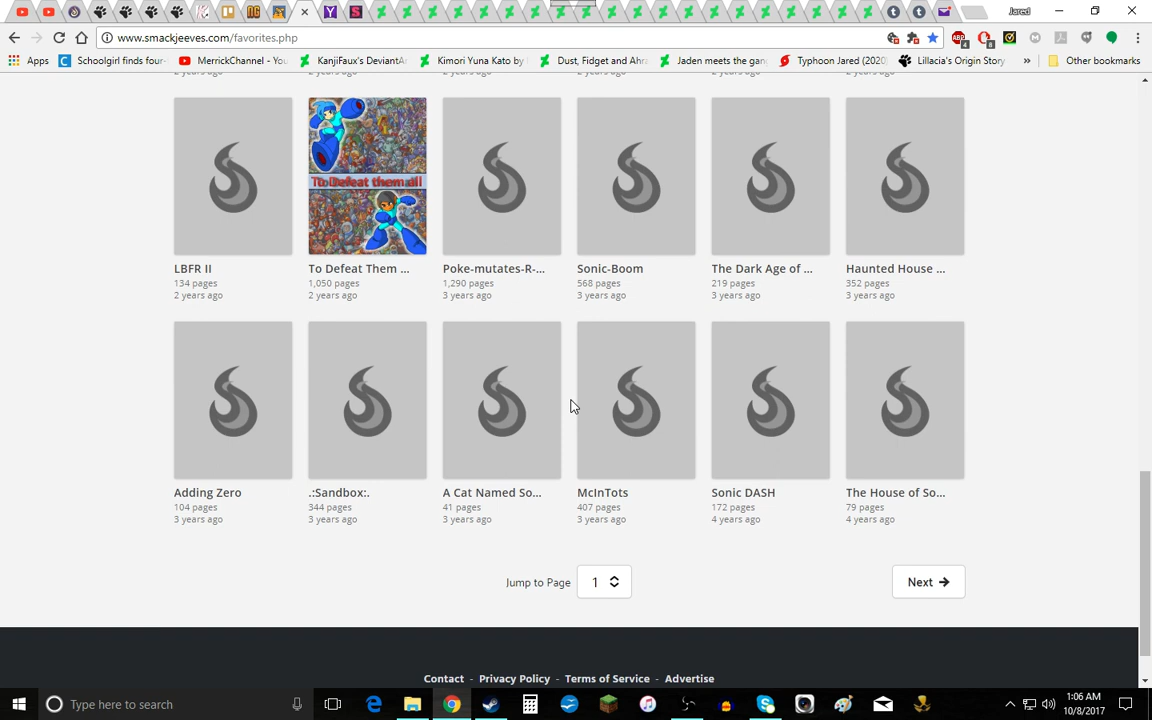 Jared
www.smackjeeves.com/favorites.php
Apps Schoolgirl finds four- MerrickChannel - You KanjiFaux's DeviantAr Kimori Yuna Kato by Dust, Fidget and Ahra Jaden meets the gang Typhoon Jared (2020) Lillacia's Origin Story » Other bookmarks
LBFR II
134 pages
2 years ago
To Defeat them all
To Defeat Them ...
1,050 pages
2 years ago
Poke-mutates-R-...
1,290 pages
3 years ago
Sonic-Boom
568 pages
3 years ago
The Dark Age of ...
219 pages
3 years ago
Haunted House ...
352 pages
3 years ago
Adding Zero
104 pages
3 years ago
.:Sandbox:.
344 pages
3 years ago
A Cat Named So...
41 pages
3 years ago
McInTots
407 pages
3 years ago
Sonic DASH
172 pages
4 years ago
The House of So...
79 pages
4 years ago
Jump to Page 1
Next
Contact - Privacy Policy - Terms of Service - Advertise
Type here to search
1:06 AM
10/8/2017